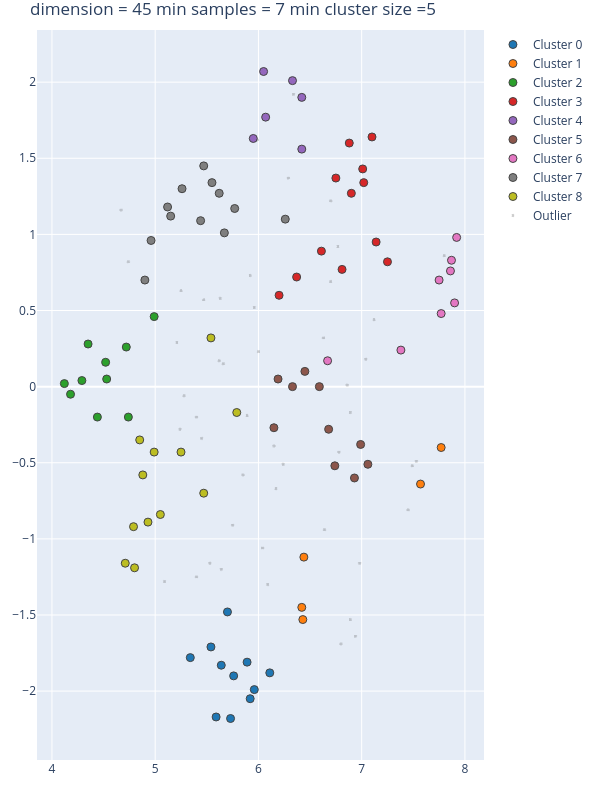 dimension = 45 min samples = 7 min cluster size =5
Cluster 0
Cluster 1
Cluster 2
Cluster 3
Cluster 4
Cluster 5
Cluster 6
Cluster 7
Cluster 8
Outlier
2
1.5
1
0.5
0
−0.5
−1
−1.5
−2
4 5 6 7 8